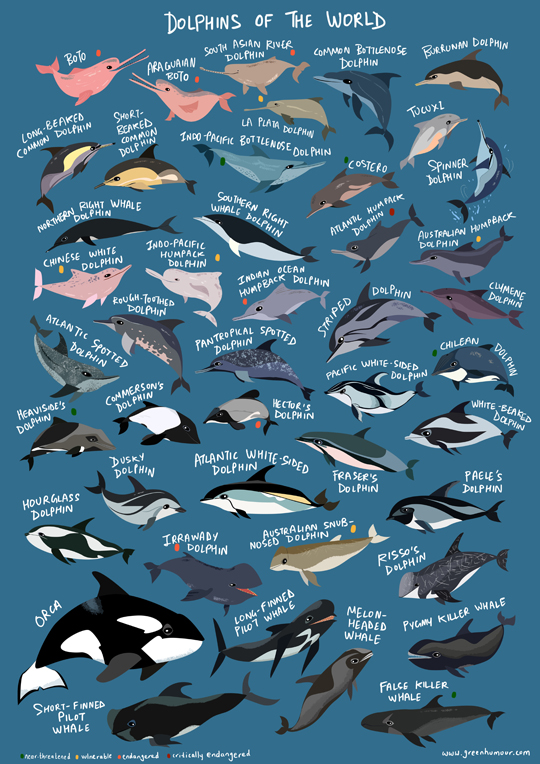 DOLPHINS OF THE WORLD
BOTO
ARAGUAIAN
BOTO
SOUTH ASIAN RIVER
DOLPHIN
COMMON BOTTLENOSE
DOLPHIN
BURRUNAN DOLPHIN
LA PLATA DOLPHIN
TUCUXI
LONG-BEAKED
COMMON DOLPHIN
SHORT-
BEAKED
COMMON
DOLPHIN
INDO-PACIFIC BOTTLENOSE DOLPHIN
COSTERO
SPINNER
DOLPHIN
NORTHERN RIGHT WHALE
DOLPHIN
SOUTHERN RIGHT
WHALE DOLPHIN
ATLANTIC HUMPBACK
DOLPHIN
AUSTRALIAN HUMPBACK
DOLPHIN
CHINESE WHITE
DOLPHIN
INDO-PACIFIC
HUMPBACK
DOLPHIN
INDIAN OCEAN
HUMPBACK DOLPHIN
CLYMENE
DOLPHIN
ROUGH-TOOTHED
DOLPHIN
STRIPED DOLPHIN
ATLANTIC SPOTTED
DOLPHIN
PANTROPICAL SPOTTED
DOLPHIN
PACIFIC WHITE-SIDED
DOLPHIN
CHILEAN DOLPHIN
HEAVISIDE'S
DOLPHIN
COMMERSON'S
DOLPHIN
HECTOR'S
DOLPHIN
WHITE-BEAKED
DOLPHIN
DUSKY
DOLPHIN
ATLANTIC WHITE-SIDED
DOLPHIN
FRASER'S
DOLPHIN
PAELE'S
DOLPHIN
HOURGLASS
DOLPHIN
IRRAWADY
DOLPHIN
AUSTRALIAN SNUB-
NOSED DOLPHIN
RISSO'S
DOLPHIN
ORCA
LONG-FINNED
PILOT WHALE
MELON-
HEADED
WHALE
PYGMY KILLER WHALE
SHORT-FINNED
PILOT
WHALE
FALSE KILLER
WHALE
near-threatened vulnerable endangered critically endangered
www.greenhumour.com